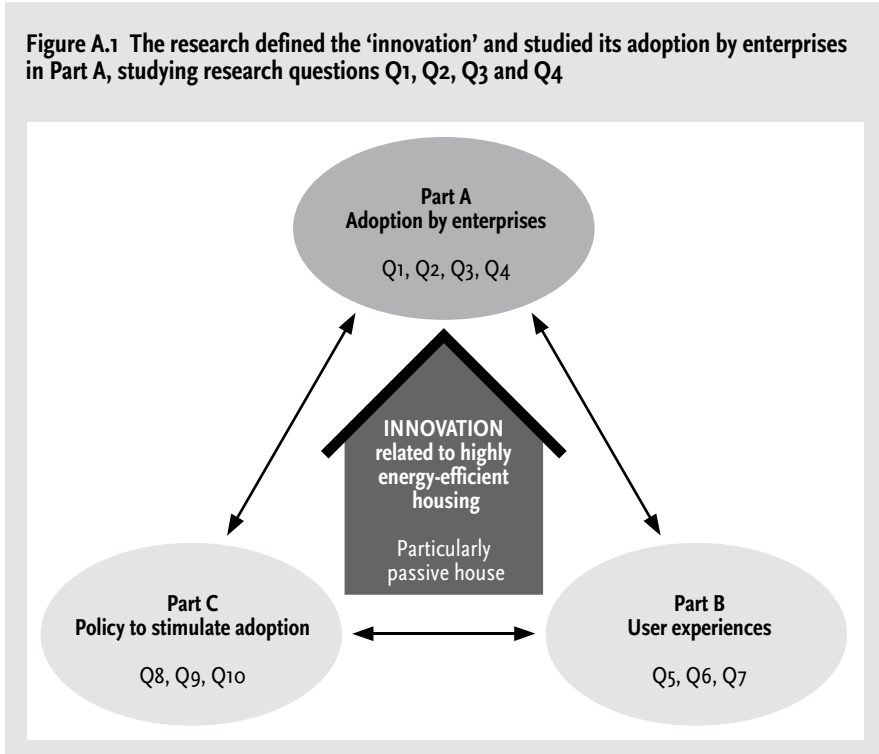 Figure A.1 The research defined the ‘innovation’ and studied its adoption by enterprises
in Part A, studying research questions Q1, Q2, Q3 and Q4
Part A
Adoption by enterprises
Q1, Q2, Q3, Q4
INNOVATION
related to highly
energy-efficient
housing
Particularly
passive house
Part C
Policy to stimulate adoption
Q8, Q9, Q10
Part B
User experiences
Q5, Q6, Q7